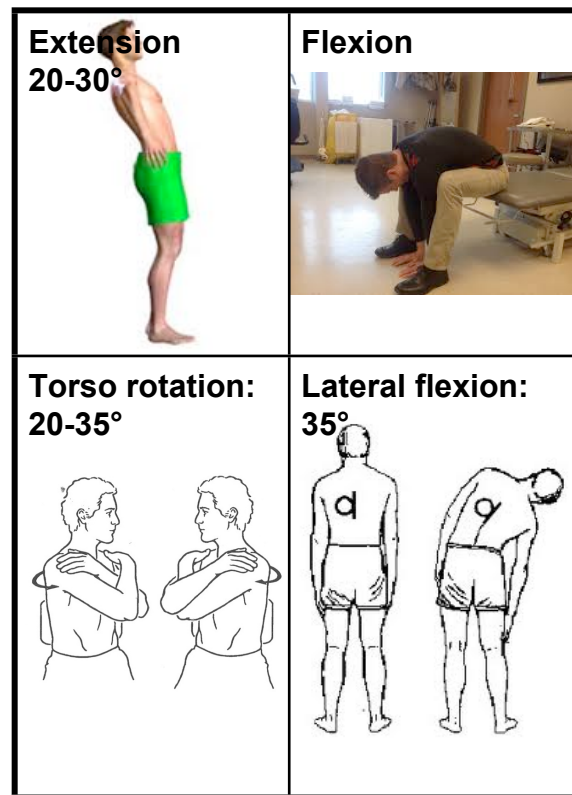 Extension
20-30°
Flexion
Torso rotation:
20-35°
Lateral flexion:
35°